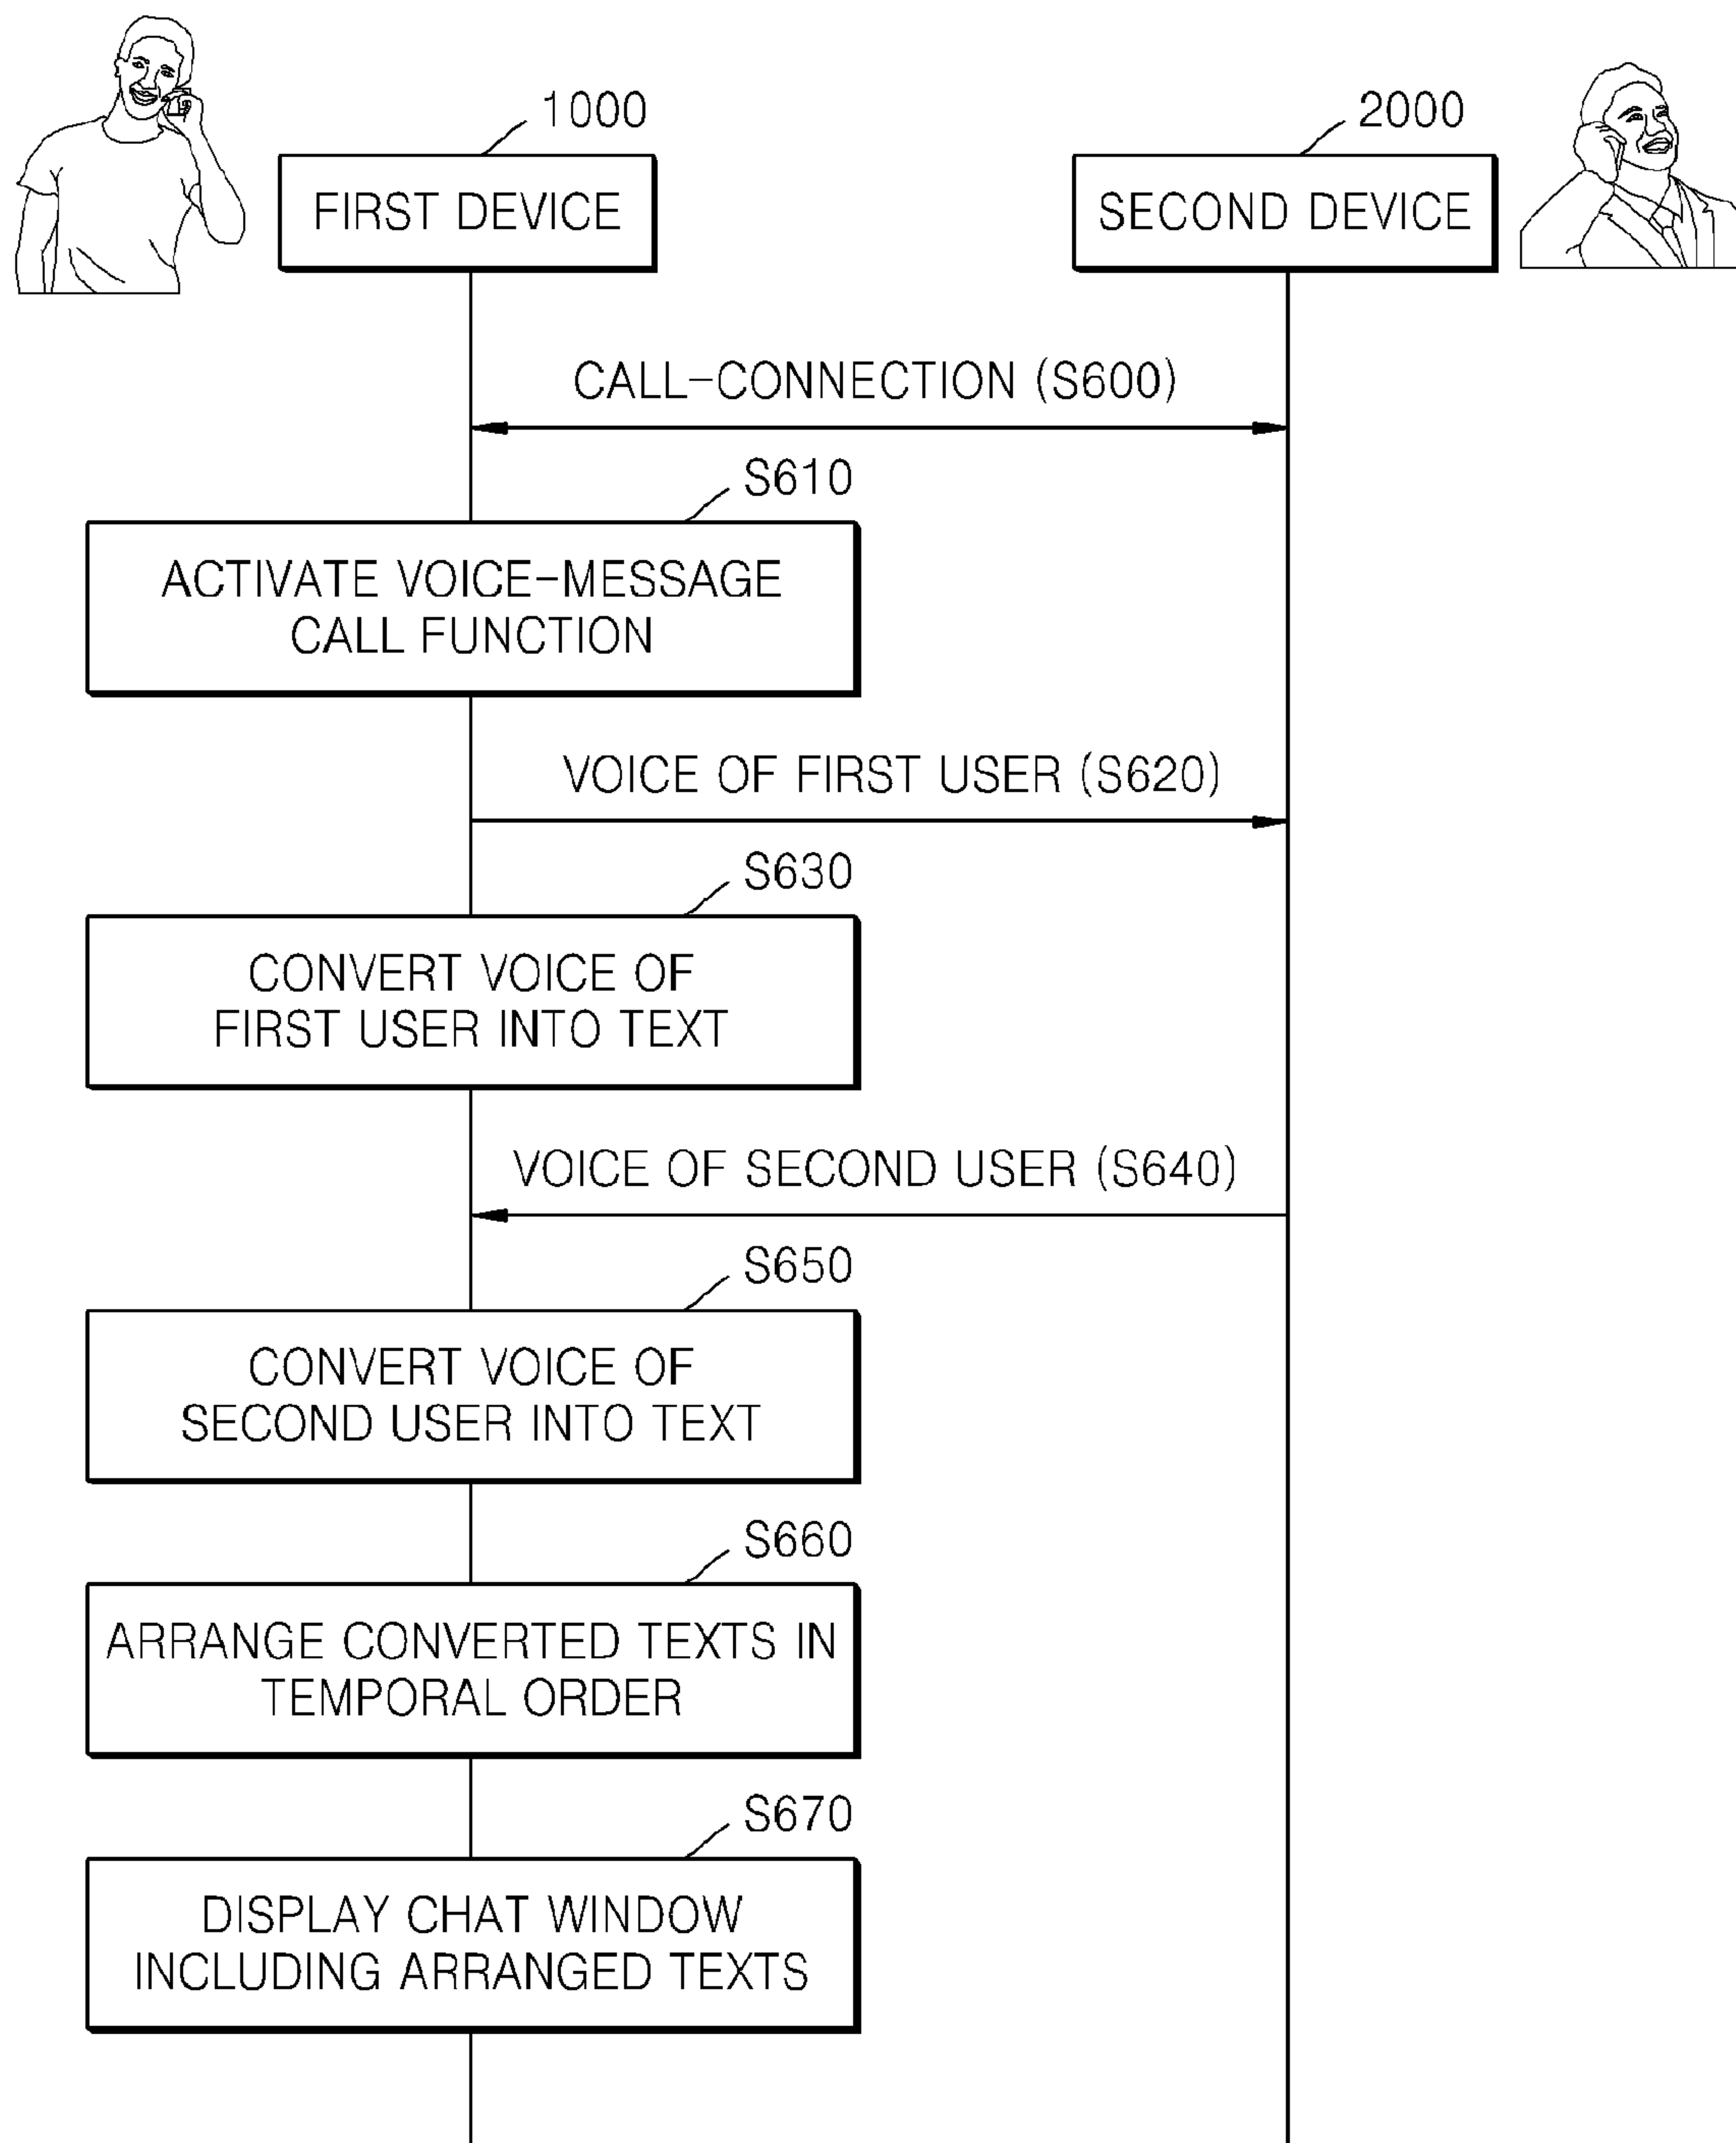 1000
2000
FIRST DEVICE
SECOND DEVICE
CALL-CONNECTION (S600)
S610
ACTIVATE VOICE-MESSAGE
CALL FUNCTION
VOICE OF FIRST USER (S620)
S630
CONVERT VOICE OF
FIRST USER INTO TEXT
VOICE OF SECOND USER (S640)
S650
CONVERT VOICE OF
SECOND USER INTO TEXT
S660
ARRANGE CONVERTED TEXTS IN
TEMPORAL ORDER
S670
DISPLAY CHAT WINDOW
INCLUDING ARRANGED TEXTS